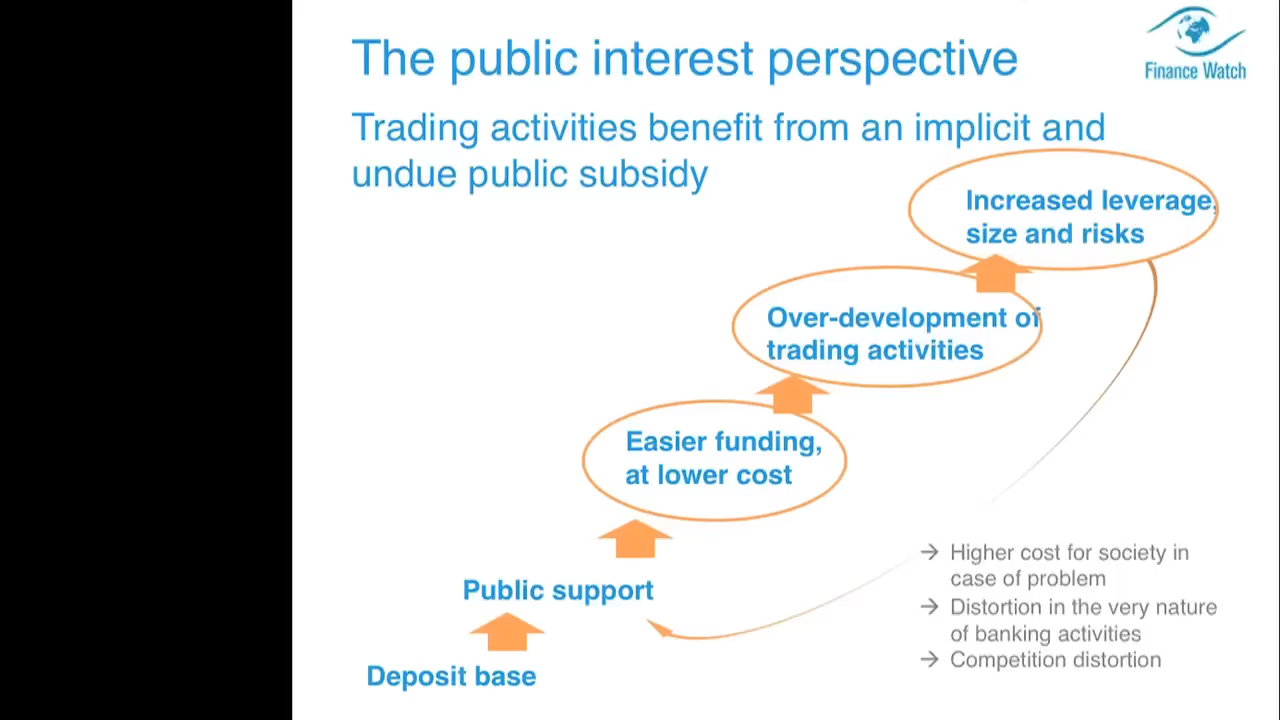 The public interest perspective
Finance Watch
Trading activities benefit from an implicit and
undue public subsidy
Increased leverage,
size and risks
Over-development of
trading activities
Easier funding,
at lower cost
Public support
Deposit base
→ Higher cost for society in
case of problem
→ Distortion in the very nature
of banking activities
→ Competition distortion